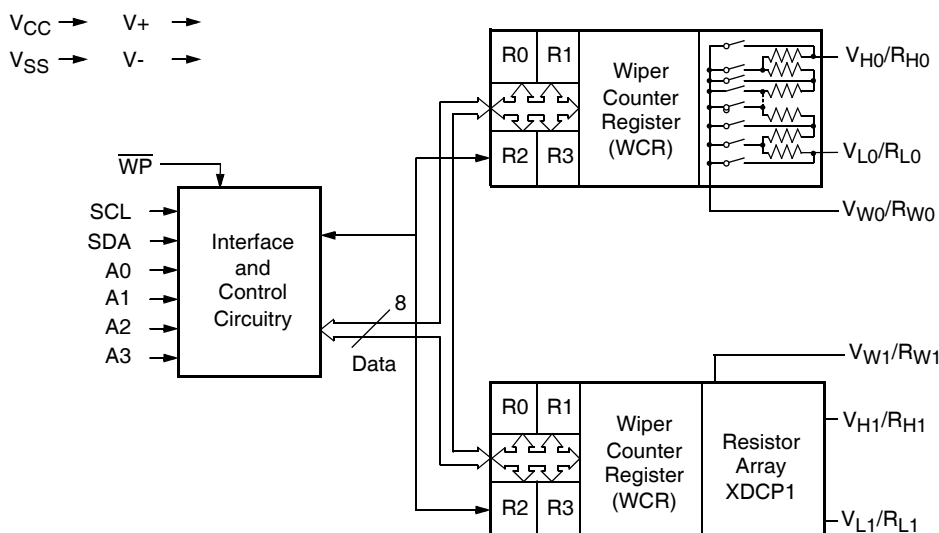 VCC V+
VSS V-
R0 R1
R2 R3
Wiper
Counter
Register
(WCR)
VH0/RH0
VL0/RL0
VW0/RW0
WP
SCL
SDA
A0
A1
A2
A3
Interface
and
Control
Circuitry
8
Data
VW1/RW1
R0 R1
R2 R3
Wiper
Counter
Register
(WCR)
Resistor
Array
XDCP1
VH1/RH1
VL1/RL1